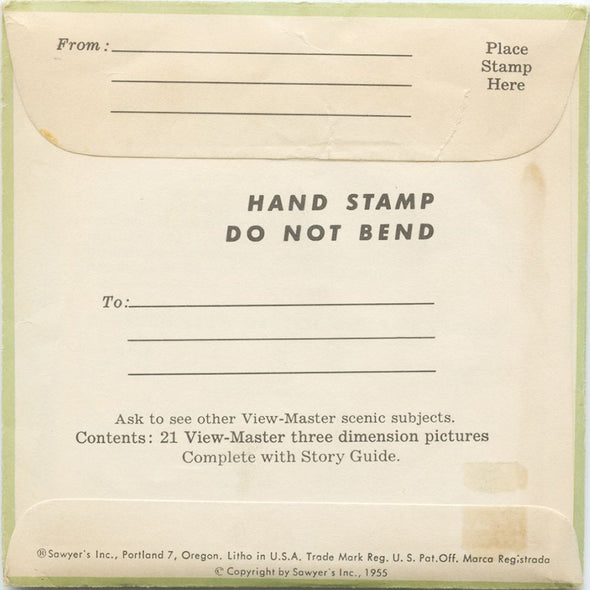 From:
Place
Stamp
Here
HAND STAMP
DO NOT BEND
To:
Ask to see other View-Master scenic subjects.
Contents: 21 View-Master three dimension pictures
Complete with Story Guide.
®Sawyer's Inc., Portland 7, Oregon. Litho in U.S.A. Trade Mark Reg. U. S. Pat.Off. Marca Registrada
© Copyright by Sawyer's Inc., 1955